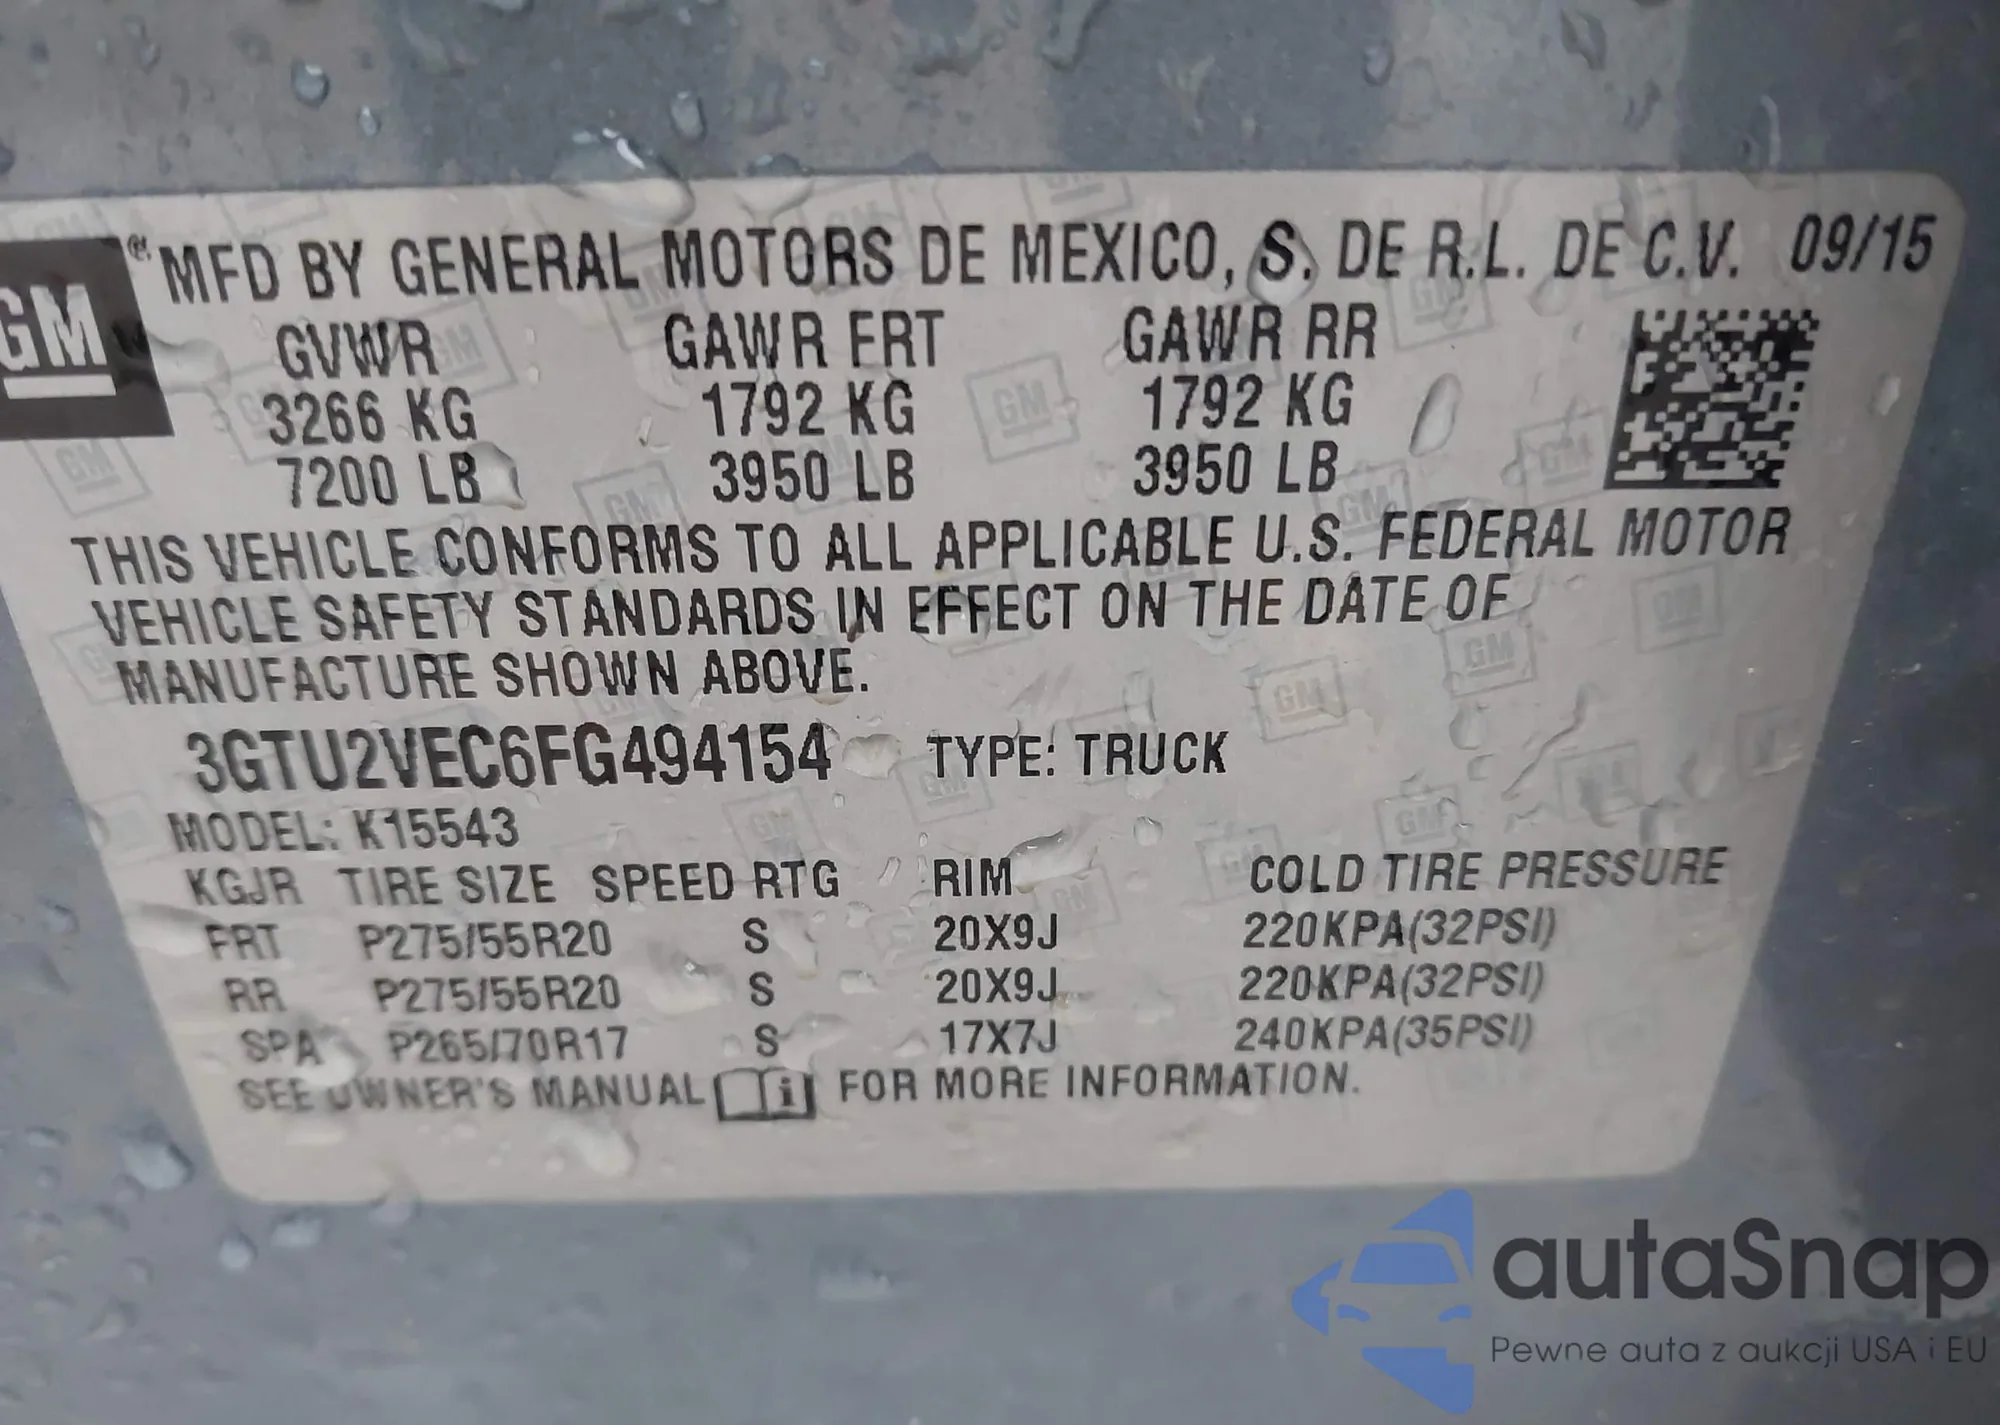 GM ® MFD BY GENERAL MOTORS DE MEXICO, S. DE R.L. DE C.V. 09/15
GVWR GAWR FRT GAWR RR
3266 KG 1792 KG 1792 KG
7200 LB 3950 LB 3950 LB
THIS VEHICLE CONFORMS TO ALL APPLICABLE U.S. FEDERAL MOTOR
VEHICLE SAFETY STANDARDS IN EFFECT ON THE DATE OF
MANUFACTURE SHOWN ABOVE.
3GTU2VEC6FG494154 TYPE: TRUCK
MODEL: K15543
KGJR TIRE SIZE SPEED RTG RIM COLD TIRE PRESSURE
FRT P275/55R20 S 20X9J 220KPA(32PSI)
RR P275/55R20 S 20X9J 220KPA(32PSI)
SPA P265/70R17 S 17X7J 240KPA(35PSI)
SEE OWNER'S MANUAL i FOR MORE INFORMATION.
autaSnap
Pewne auta z aukcji USA i EU